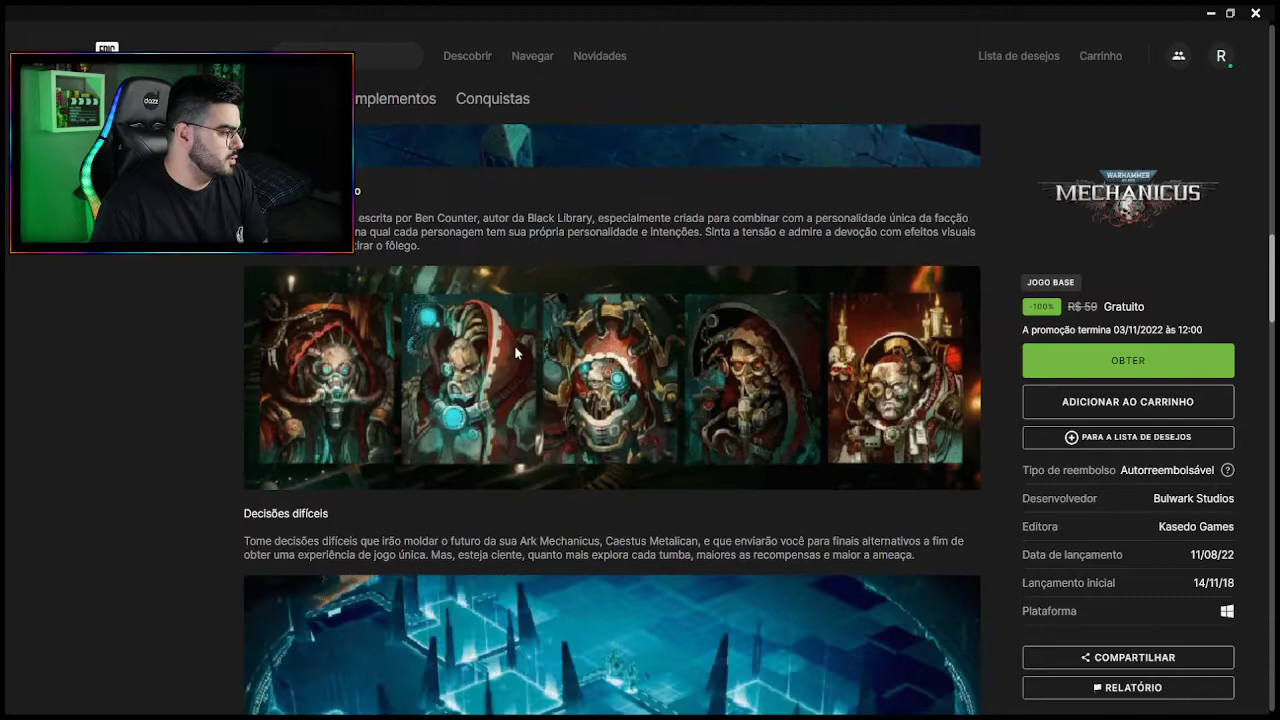 EPIC
Descobrir
Navegar
Novidades
Lista de desejos
Carrinho
R
mplementos
Conquistas
dazz
o
escrita por Ben Counter, autor da Black Library, especialmente criada para combinar com a personalidade única da facção
na qual cada personagem tem sua própria personalidade e intenções. Sinta a tensão e admire a devoção com efeitos visuais
tirar o fôlego.
Decisões difíceis
Tome decisões difíceis que irão moldar o futuro da sua Ark Mechanicus, Caestus Metalican, e que enviarão você para finais alternativos a fim de
obter uma experiência de jogo única. Mas, esteja ciente, quanto mais explora cada tumba, maiores as recompensas e maior a ameaça.
WARHAMMER
MECHANICUS
JOGO BASE
-100% R$ 59 Gratuito
A promoção termina 03/11/2022 às 12:00
OBTER
ADICIONAR AO CARRINHO
PARA A LISTA DE DESEJOS
Tipo de reembolso Autorreembolsável ?
Desenvolvedor Bulwark Studios
Editora Kasedo Games
Data de lançamento 11/08/22
Lançamento inicial 14/11/18
Plataforma
COMPARTILHAR
RELATÓRIO